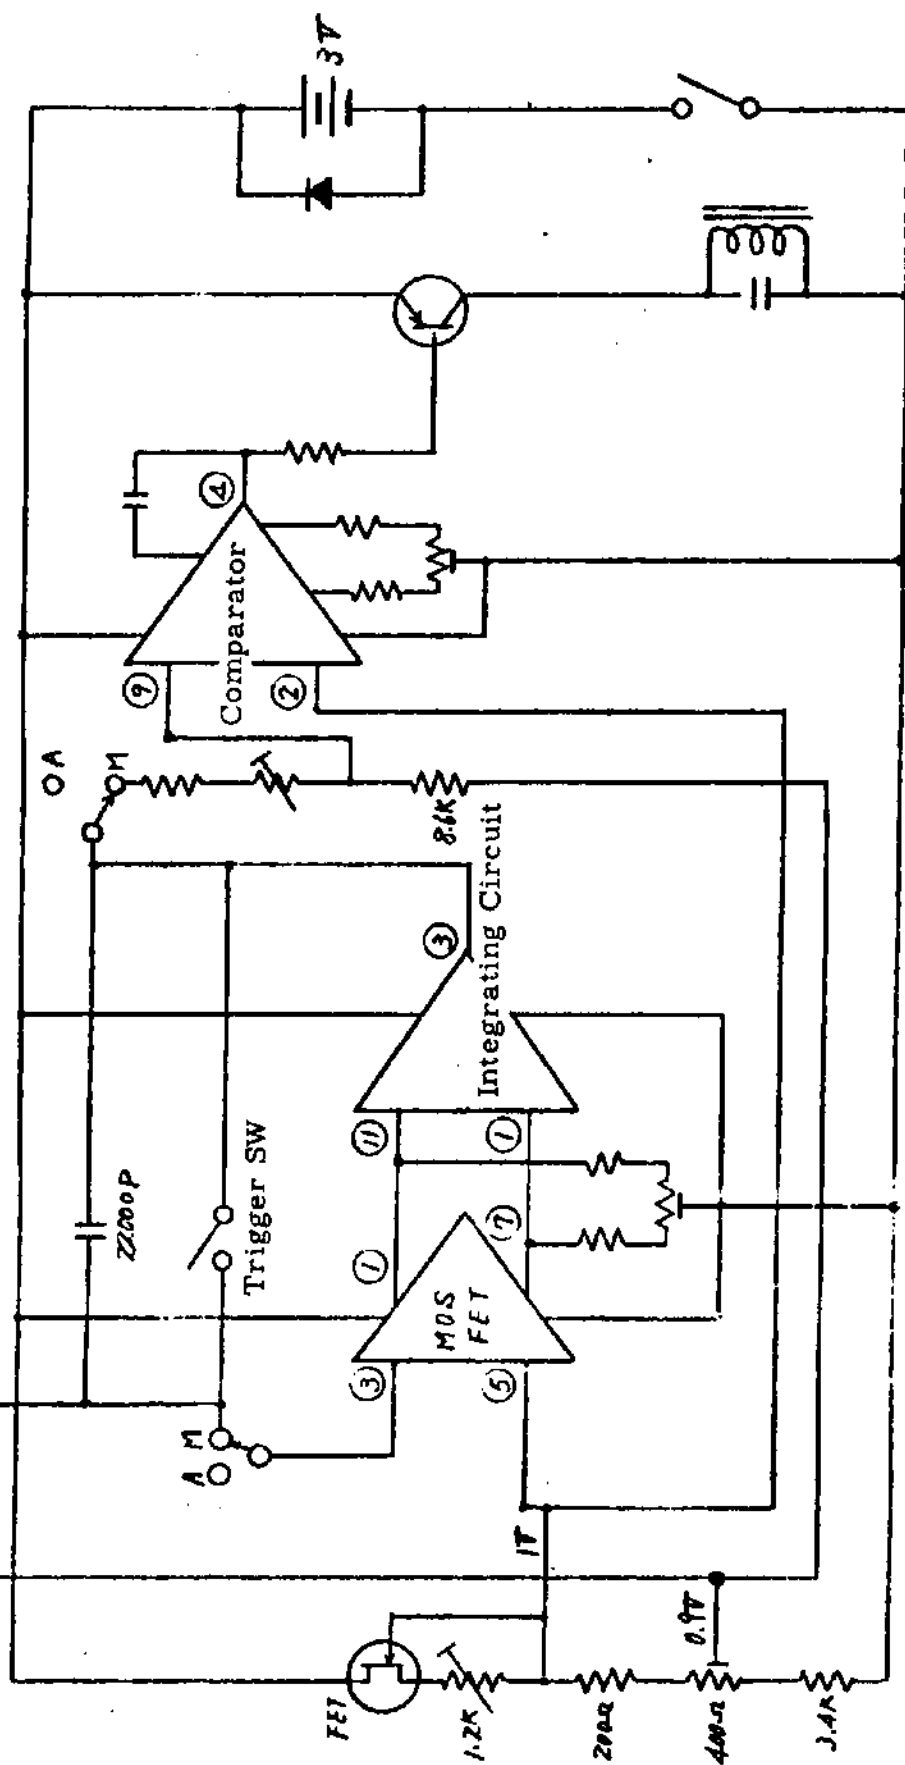 3V
A
M
22000P
Trigger SW
M
A
③
①
⑤
⑦
MOS
FET
⑪
①
③
Integrating Circuit
8.6K
⑨
②
④
Comparator
FET
1.2K
1V
200Ω
0.9V
400Ω
3.4K